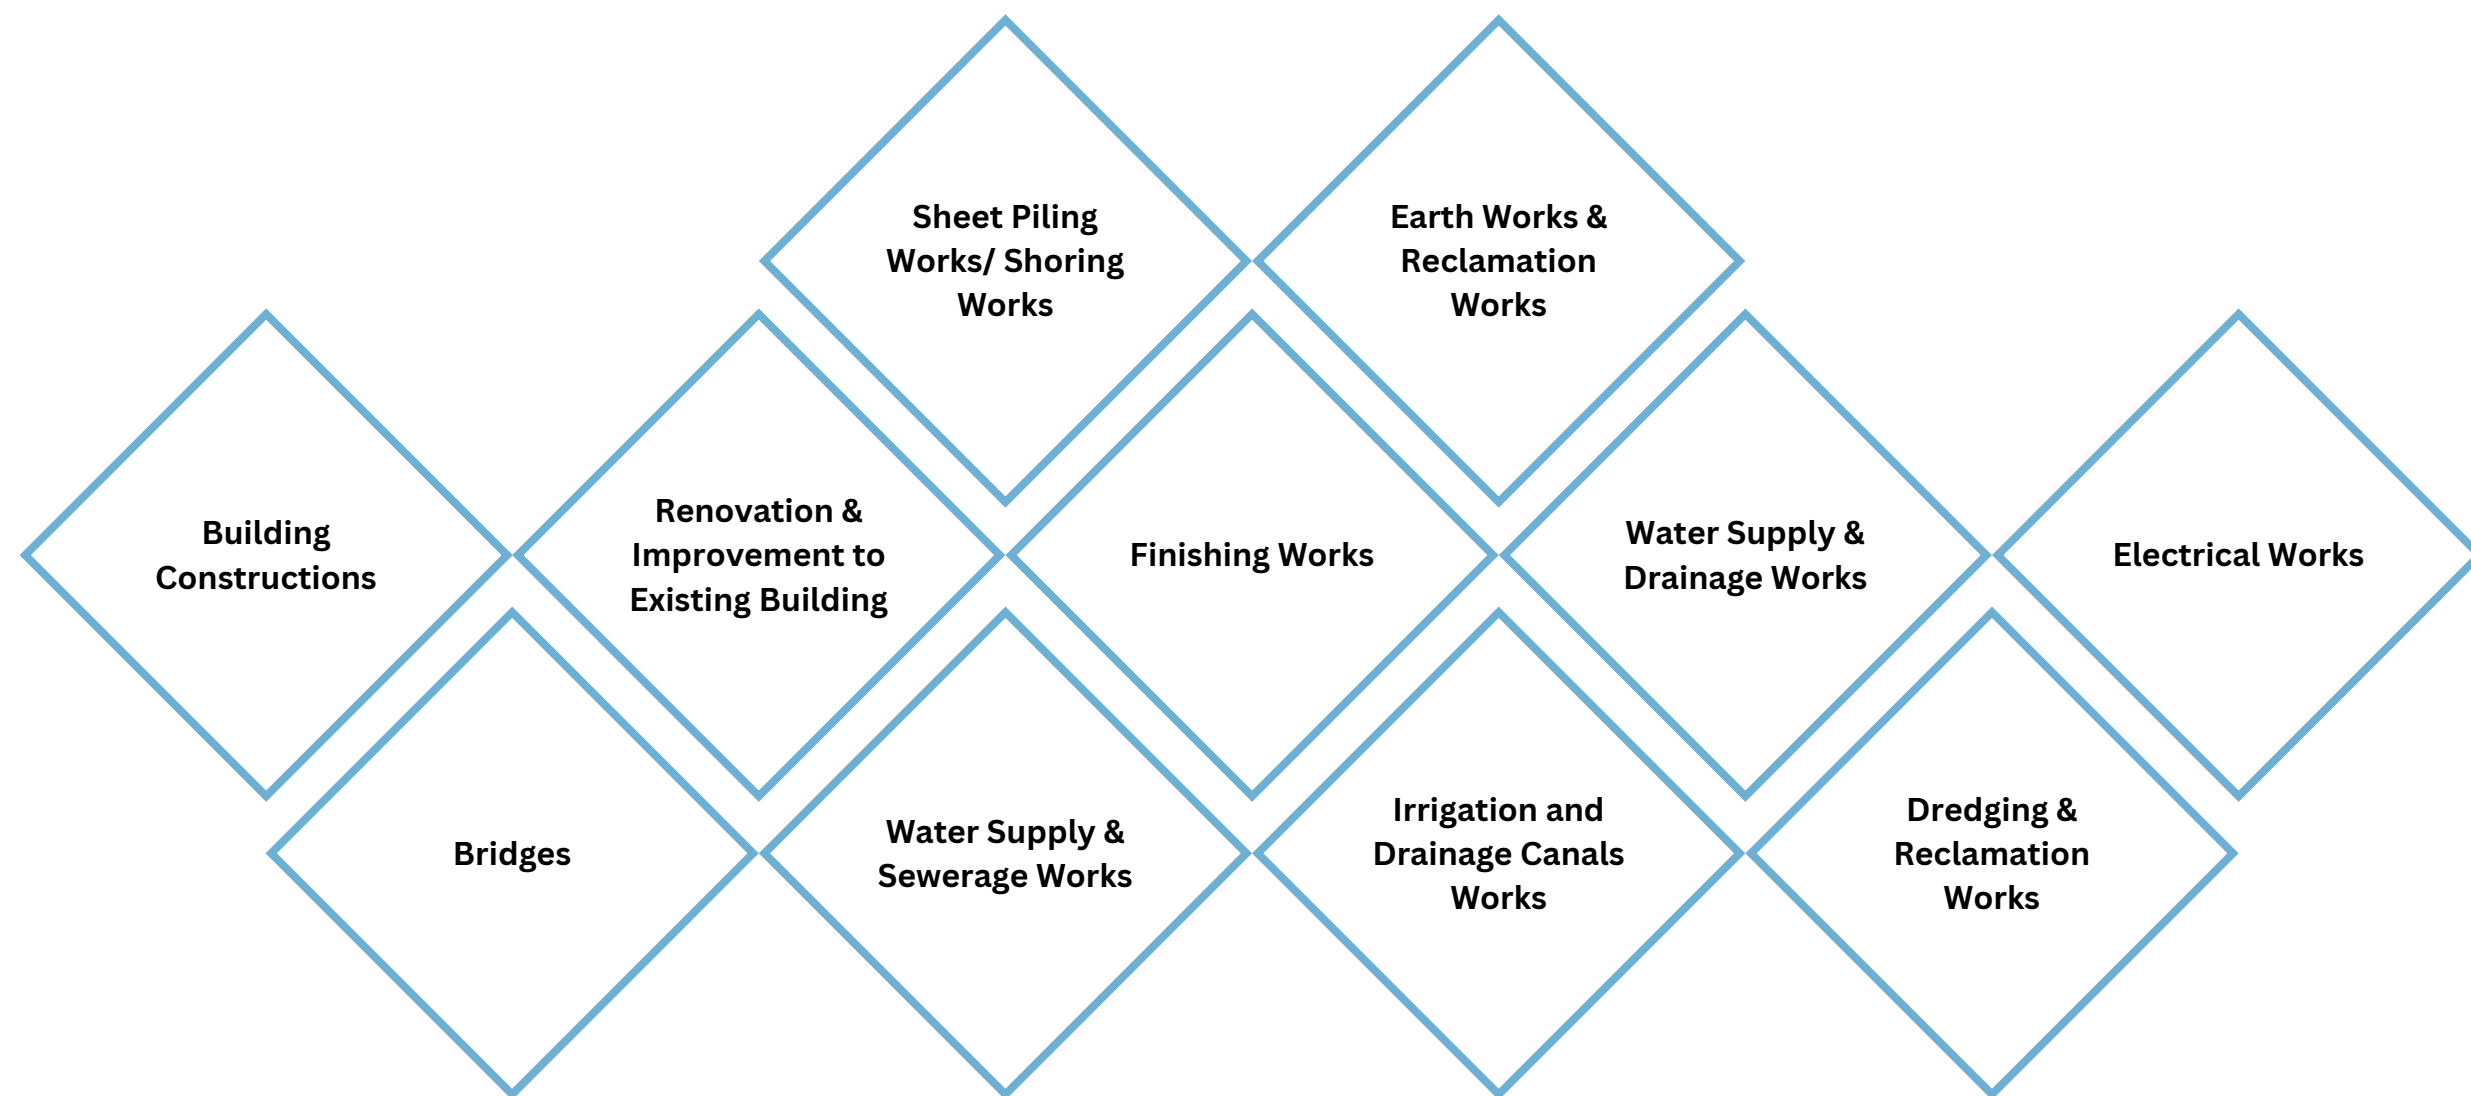 Sheet Piling
Works/ Shoring
Works
Earth Works &
Reclamation
Works
Building
Constructions
Renovation &
Improvement to
Existing Building
Finishing Works
Water Supply &
Drainage Works
Electrical Works
Bridges
Water Supply &
Sewerage Works
Irrigation and
Drainage Canals
Works
Dredging &
Reclamation
Works